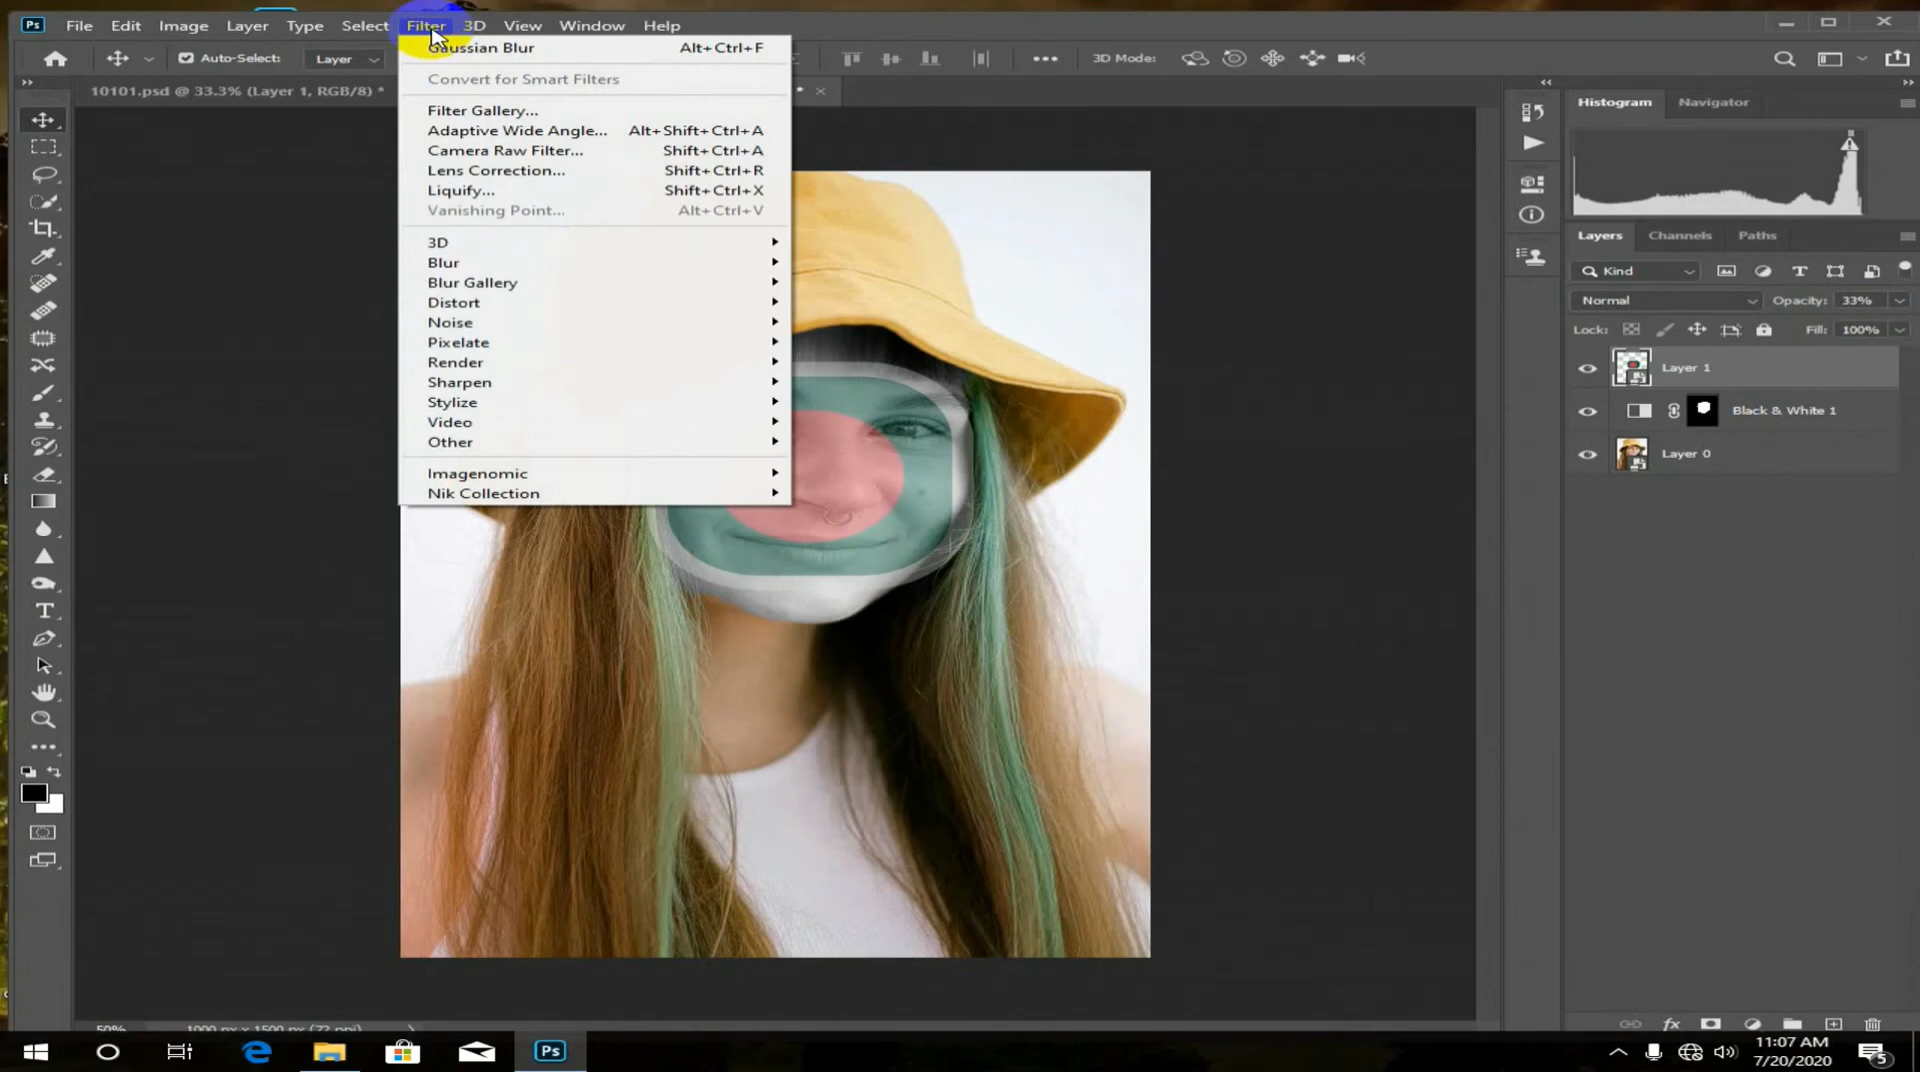 Ps File Edit Image Layer Type Select Filter 3D View Window Help
Auto-Select: Layer 3D Mode:
10101.psd @ 33.3% (Layer 1, RGB/8) *
Gaussian Blur Alt+Ctrl+F
Convert for Smart Filters
Filter Gallery...
Adaptive Wide Angle... Alt+Shift+Ctrl+A
Camera Raw Filter... Shift+Ctrl+A
Lens Correction... Shift+Ctrl+R
Liquify... Shift+Ctrl+X
Vanishing Point... Alt+Ctrl+V
3D
Blur
Blur Gallery
Distort
Noise
Pixelate
Render
Sharpen
Stylize
Video
Other
Imagenomic
Nik Collection
Histogram Navigator
Layers Channels Paths
Kind
Normal Opacity: 33%
Lock: Fill: 100%
Layer 1
Black & White 1
Layer 0
fx
50% 1000 px x 1500 px (72 ppi)
Ps
11:07 AM
7/20/2020
5